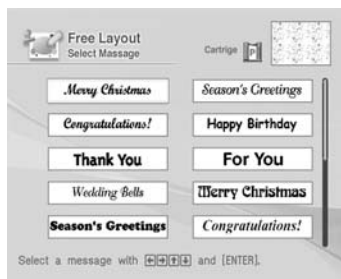 Free Layout
Select Massage
Cartrige P
Merry Christmas
Season's Greetings
Congratulations!
Happy Birthday
Thank You
For You
Wedding Bells
Merry Christmas
Season's Greetings
Congratulations!
Select a message with ←→↑↓ and [ENTER].